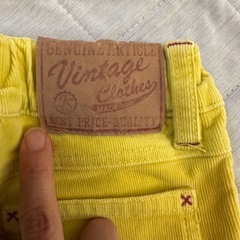 GENUINE ARTICLE
Vintage
Clothes
BEST PRICE & QUALITY